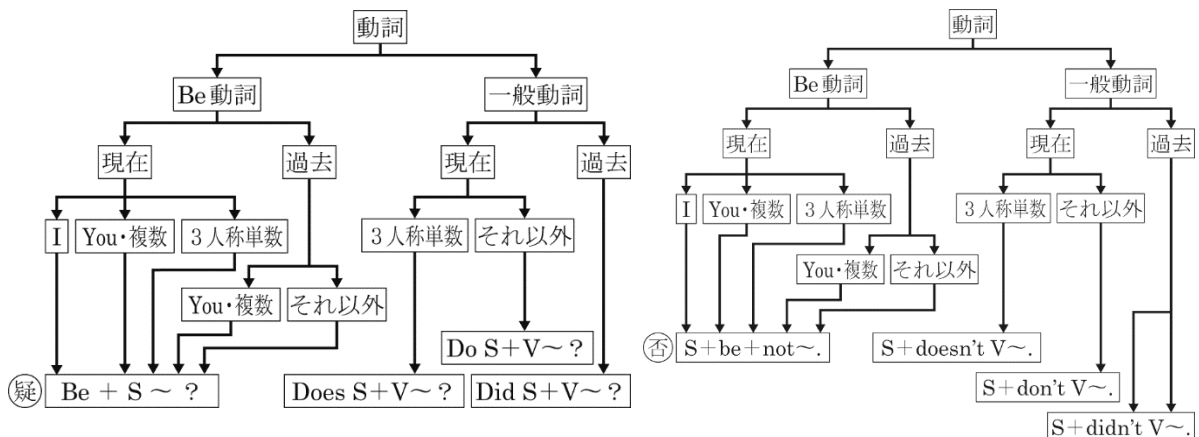 動詞
Be動詞
一般動詞
現在
過去
現在
過去
I
You・複数
3人称単数
3人称単数
それ以外
You・複数
それ以外
Do S+V～?
疑
Be + S ～ ?
Does S+V～?
Did S+V～?
動詞
Be動詞
一般動詞
現在
過去
現在
過去
I
You・複数
3人称単数
3人称単数
それ以外
You・複数
それ以外
否
S+be+not～.
S+doesn't V～.
S+don't V～.
S+didn't V～.